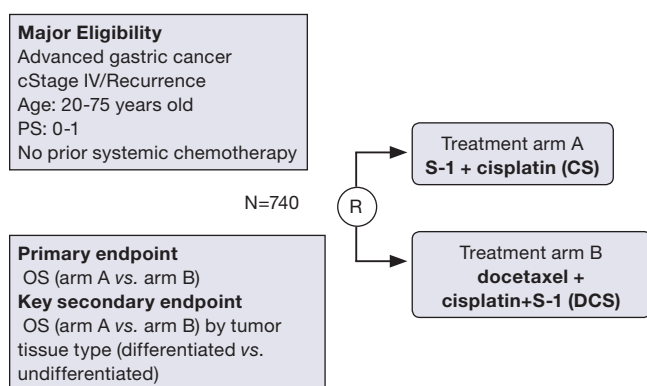 Major Eligibility
Advanced gastric cancer
cStage IV/Recurrence
Age: 20-75 years old
PS: 0-1
No prior systemic chemotherapy
N=740
R
Treatment arm A
S-1 + cisplatin (CS)
Treatment arm B
docetaxel +
cisplatin+S-1 (DCS)
Primary endpoint
OS (arm A vs. arm B)
Key secondary endpoint
OS (arm A vs. arm B) by tumor
tissue type (differentiated vs.
undifferentiated)